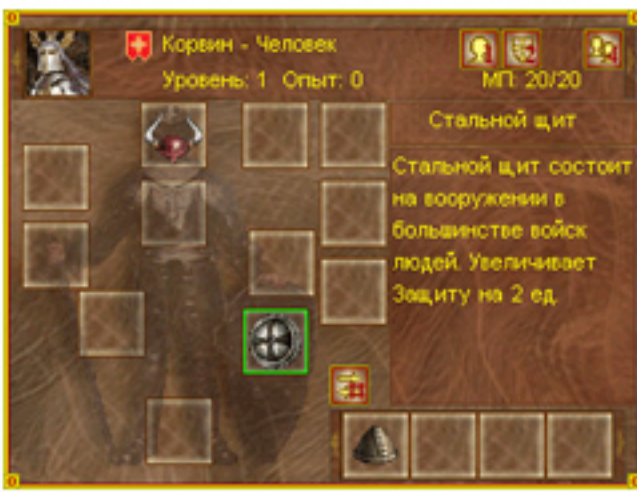 Корвин - Человек
Уровень: 1 Опыт: 0
МП: 20/20
Стальной щит
Стальной щит состоит
на вооружении в
большинстве войск
людей. Увеличивает
Защиту на 2 ед.